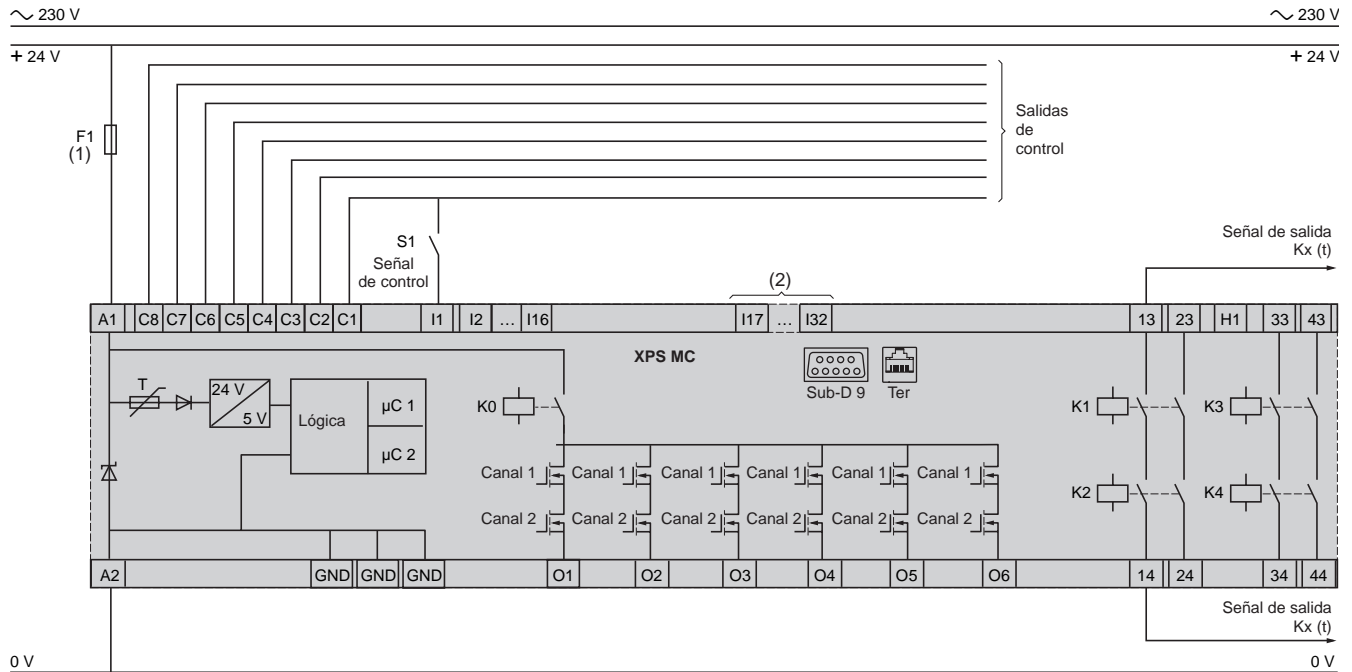 ∼ 230 V ∼ 230 V
+ 24 V + 24 V
F1
(1)
Salidas
de
control
S1
Señal
de control
Señal de salida
Kx (t)
(2)
A1 C8 C7 C6 C5 C4 C3 C2 C1 I1 I2 ... I16 I17 ... I32 13 23 H1 33 43
XPS MC
Sub-D 9 Ter
T
24 V
5 V
Lógica
µC 1
µC 2
K0
K1 K3
Canal 1 Canal 1 Canal 1 Canal 1 Canal 1 Canal 1
K2 K4
Canal 2 Canal 2 Canal 2 Canal 2 Canal 2 Canal 2
A2 GND GND GND O1 O2 O3 O4 O5 O6 14 24 34 44
Señal de salida
Kx (t)
0 V 0 V